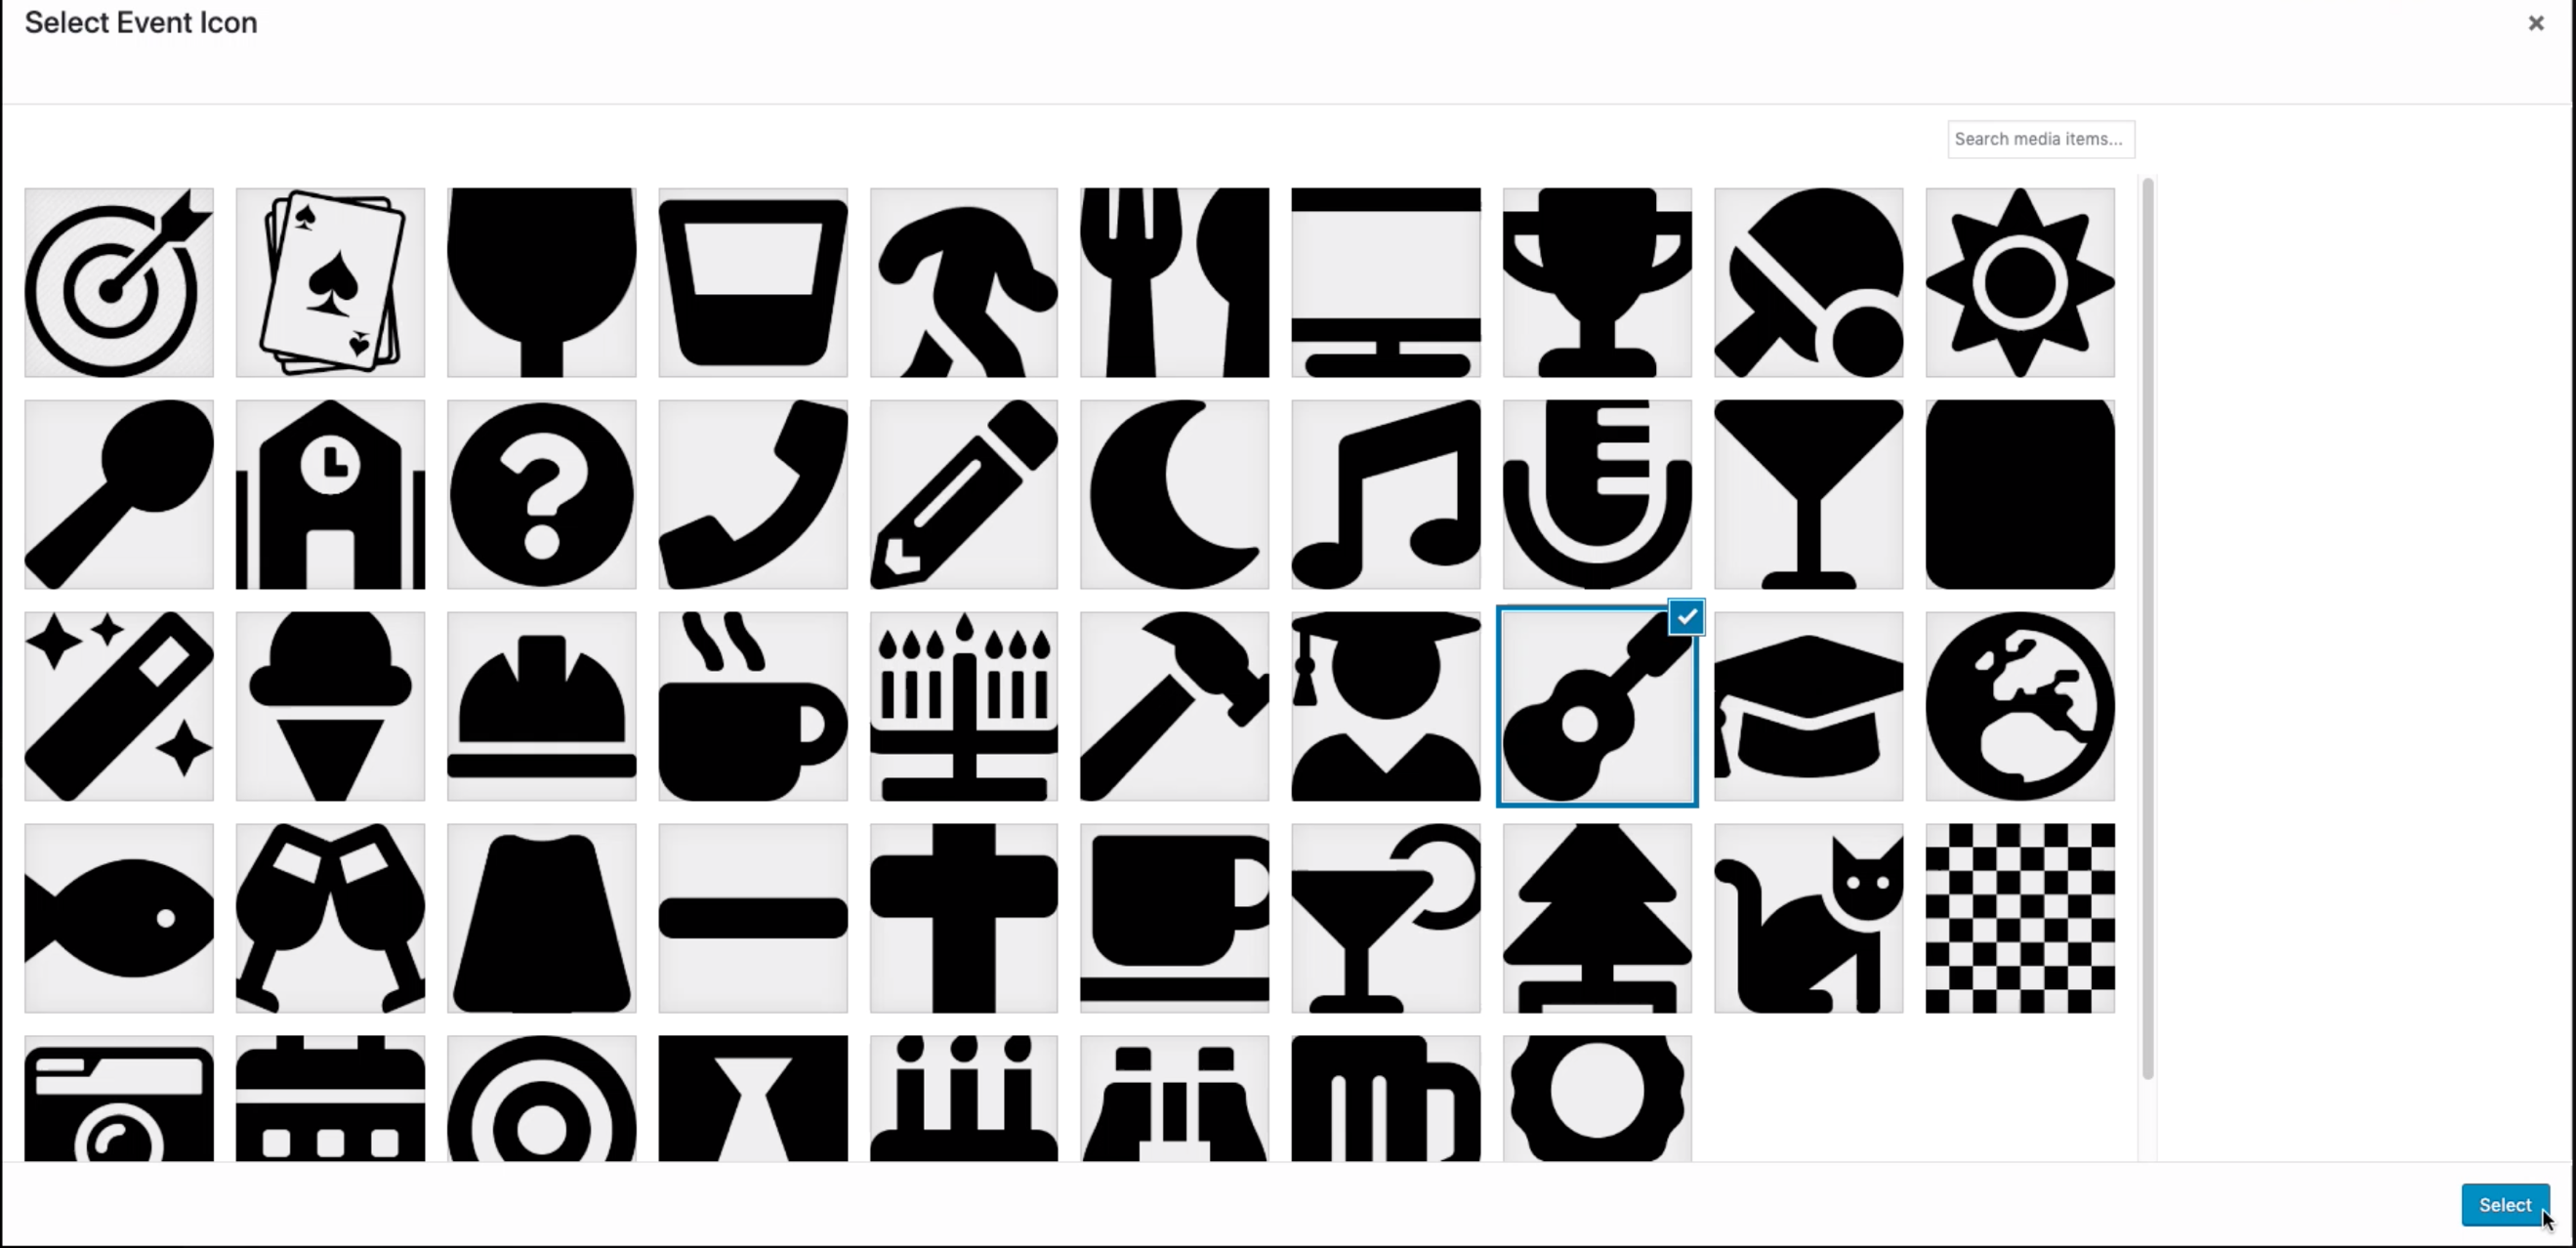 Select Event Icon
×
Search media items...
?
Select